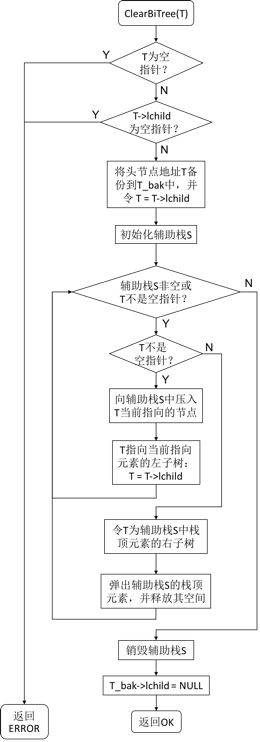 ClearBiTree(T)
T为空
指针?
Y
N
T->lchild
为空指针?
Y
N
将头节点地址T备
份到T_bak中，并
令 T = T->lchild
初始化辅助栈S
辅助栈S非空或
T不是空指针?
N
Y
T不是
空指针?
N
Y
向辅助栈S中压入
T当前指向的节点
T指向当前指向
元素的左子树：
T = T->lchild
令T为辅助栈S中栈
顶元素的右子树
弹出辅助栈S的栈顶
元素，并释放其空间
销毁辅助栈S
T_bak->lchild = NULL
返回
ERROR
返回OK